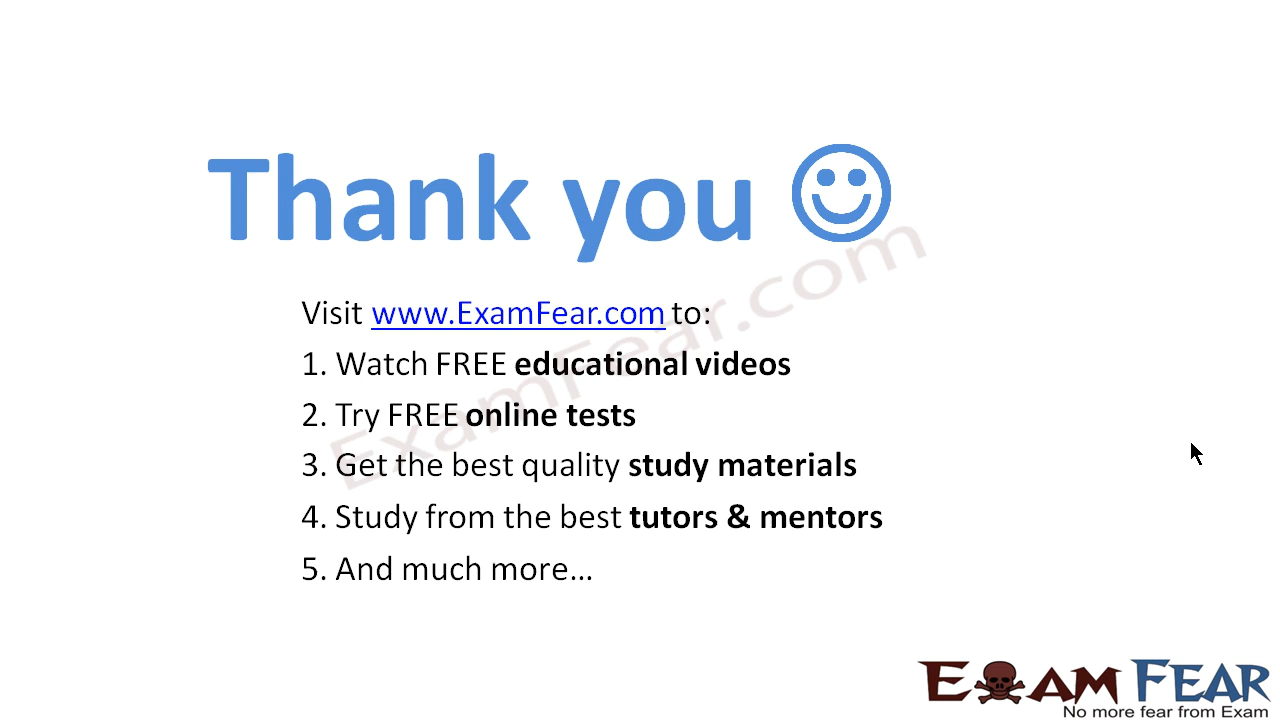 Thank you ☺
Visit www.ExamFear.com to:
1. Watch FREE educational videos
2. Try FREE online tests
3. Get the best quality study materials
4. Study from the best tutors & mentors
5. And much more…
ExamFear.com
EXAM FEAR
No more fear from Exam